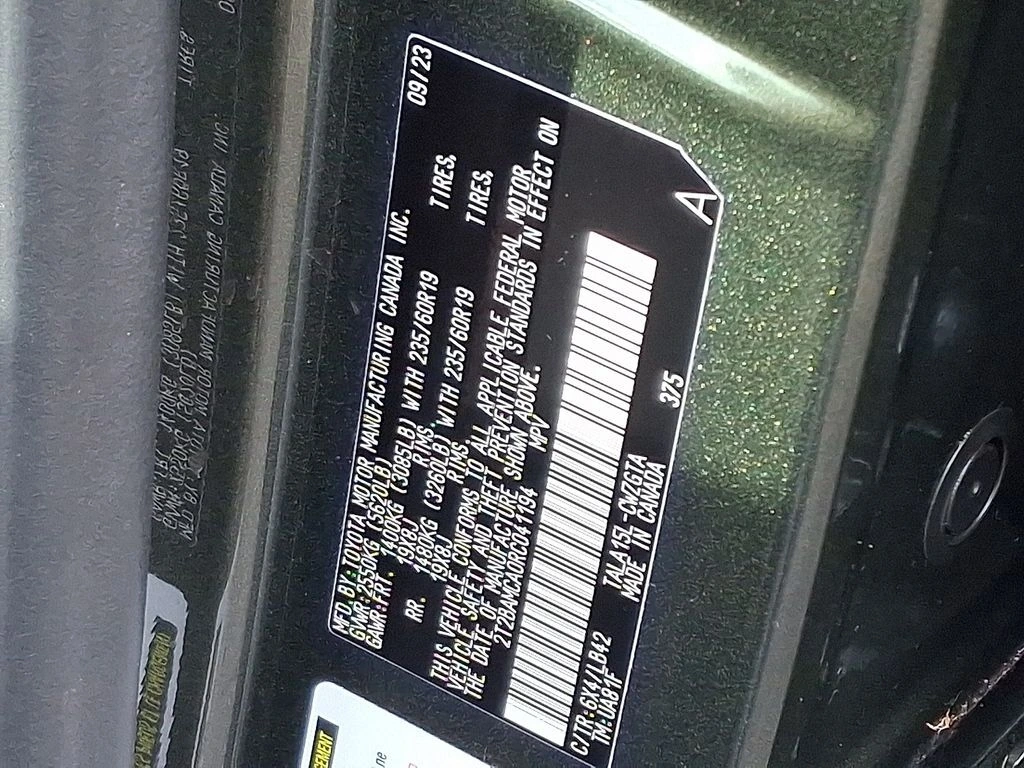 MFD. BY: TOYOTA MOTOR MANUFACTURING CANADA INC. 09/23
GVWR: 2550KG (5620LB)
GAWR: FRT. 1400KG (3085LB) WITH 235/60R19 TIRES,
19X8J RIMS.
RR. 1480KG (3260LB) WITH 235/60R19 TIRES,
19X8J RIMS.
THIS VEHICLE CONFORMS TO ALL APPLICABLE FEDERAL MOTOR
VEHICLE SAFETY AND THEFT PREVENTION STANDARDS IN EFFECT ON
THE DATE OF MANUFACTURE SHOWN ABOVE.
2T2BAMCA0RC041194 MPV
C/TR: 6X4/LB42 TALA15L-CWZGTA 375 A
TM: UAB1F MADE IN CANADA